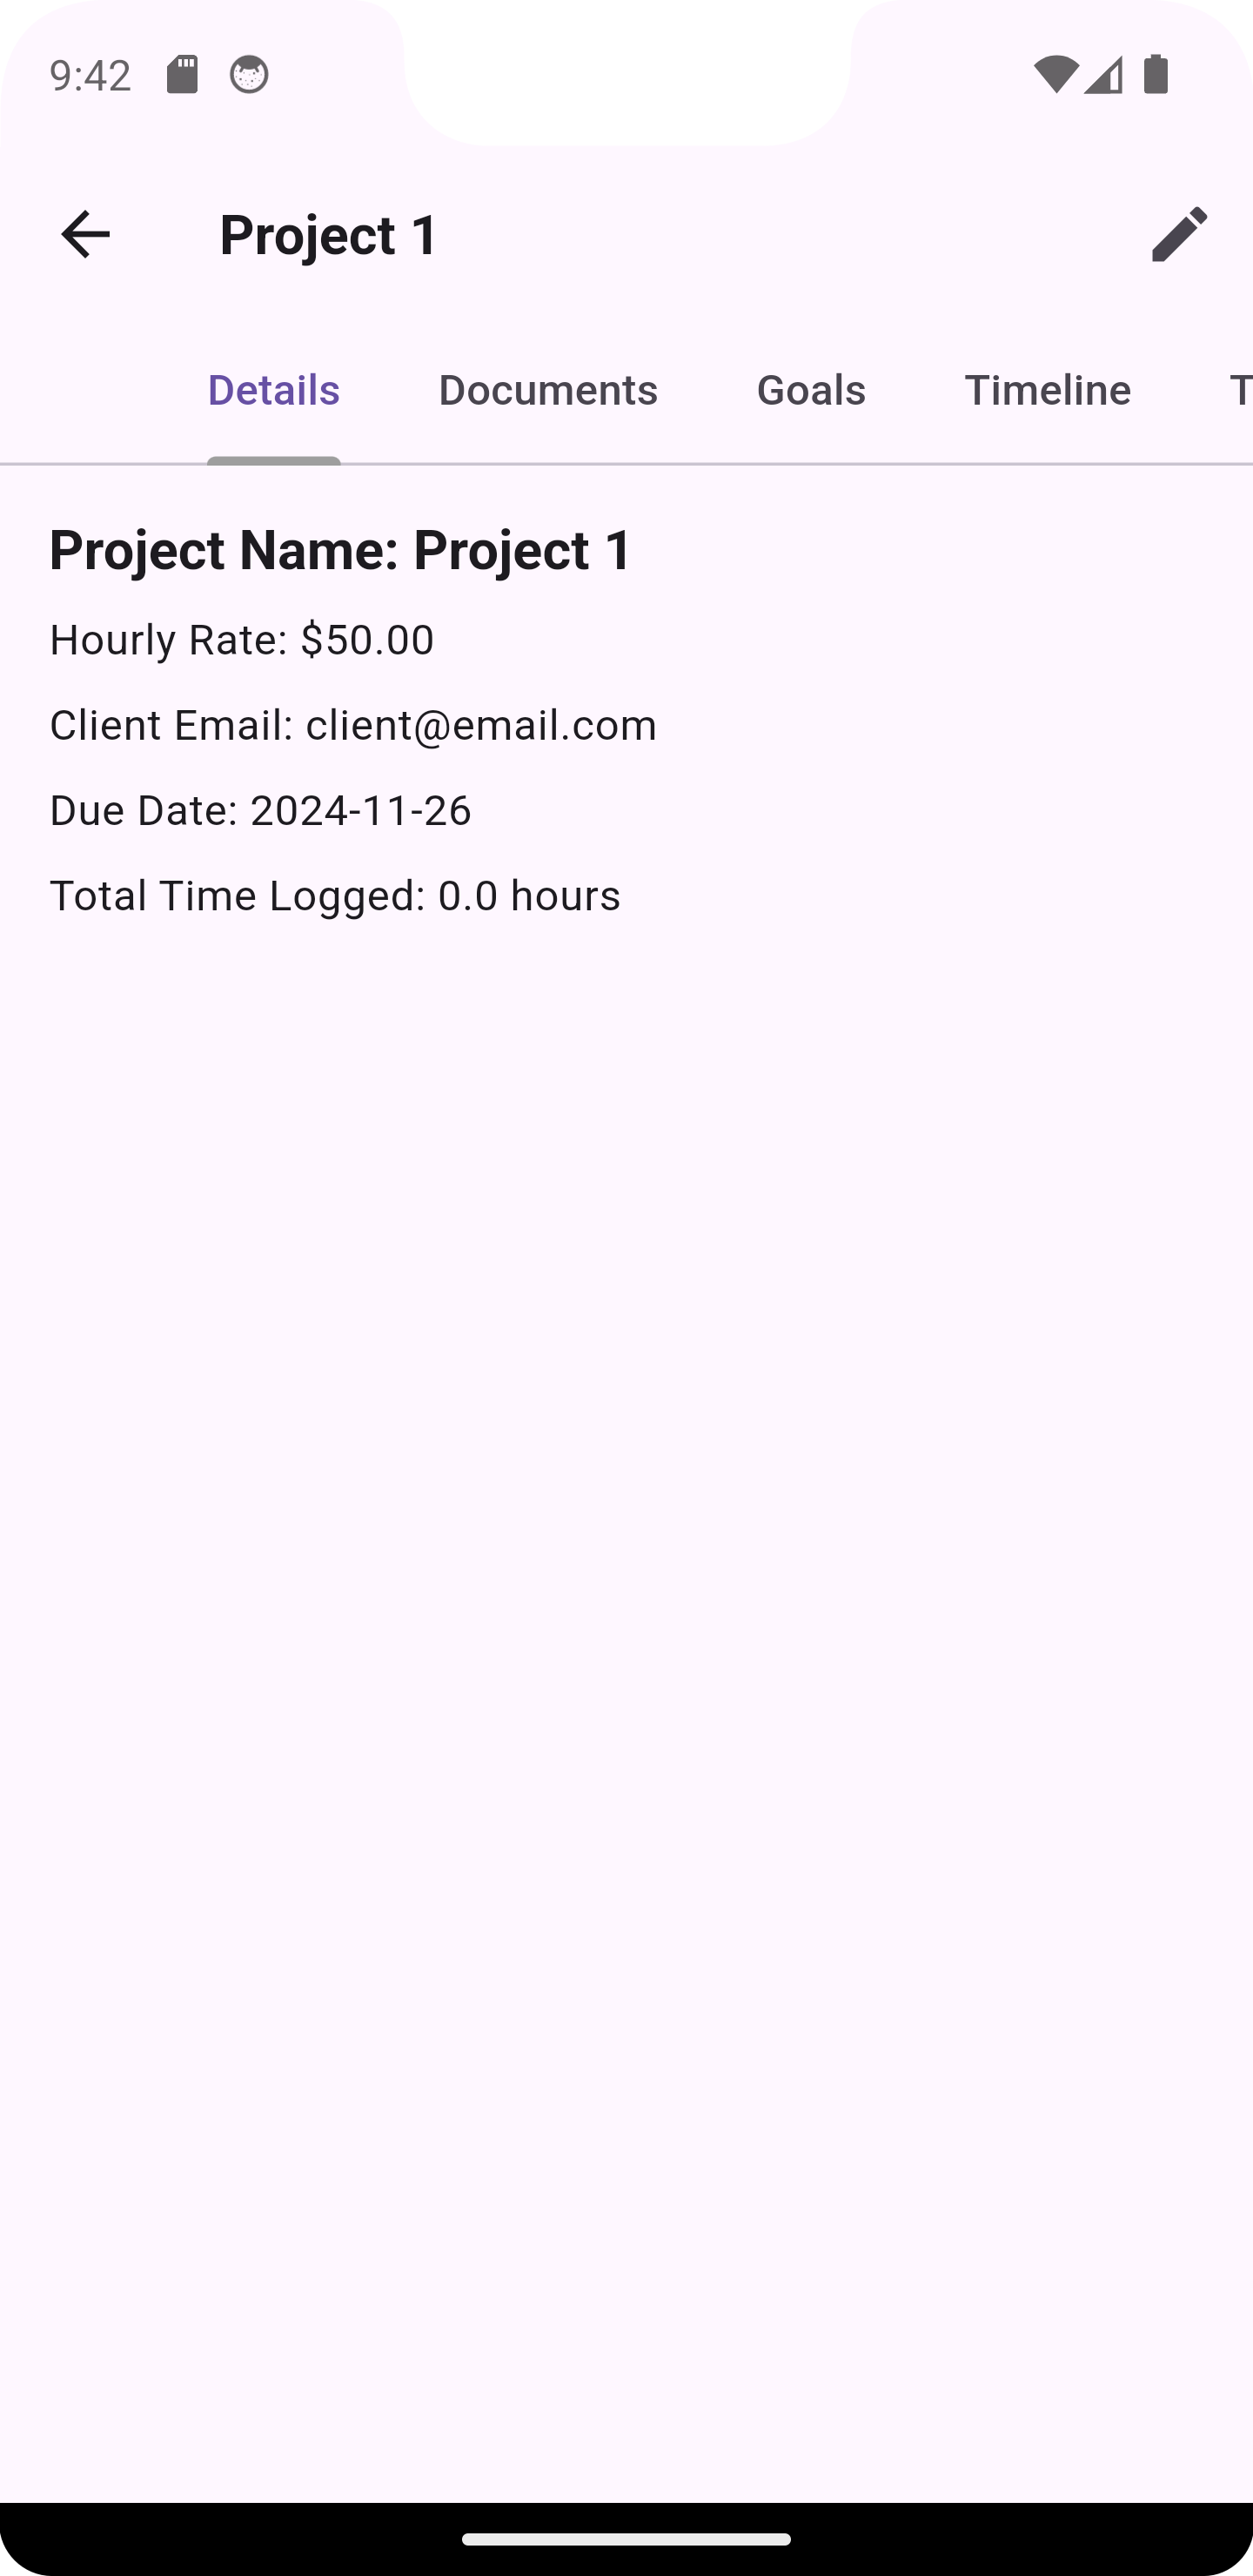 9:42
Project 1
Details Documents Goals Timeline T
Project Name: Project 1
Hourly Rate: $50.00
Client Email: client@email.com
Due Date: 2024-11-26
Total Time Logged: 0.0 hours